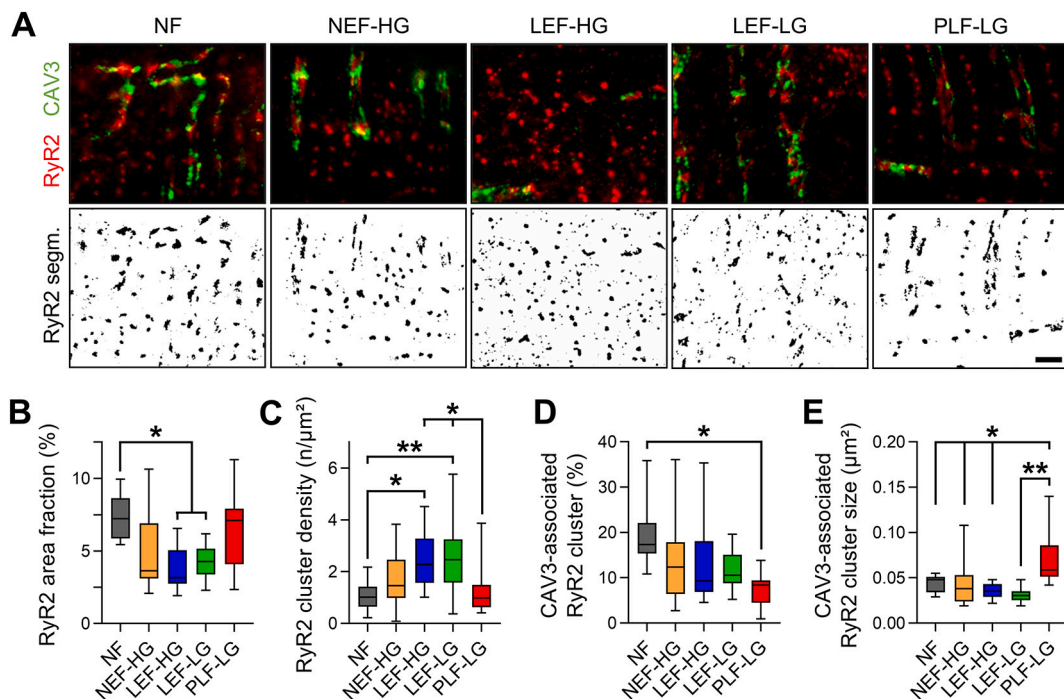 A
NF NEF-HG LEF-HG LEF-LG PLF-LG
RyR2 CAV3
RyR2 segm.
B
RyR2 area fraction (%)
10
5
0
*
NF NEF-HG LEF-HG LEF-LG PLF-LG
C
RyR2 cluster density (n/µm²)
6
4
2
0
*
**
*
NF NEF-HG LEF-HG LEF-LG PLF-LG
D
CAV3-associated
RyR2 cluster (%)
40
30
20
10
0
*
NF NEF-HG LEF-HG LEF-LG PLF-LG
E
CAV3-associated
RyR2 cluster size (µm²)
0.20
0.15
0.10
0.05
0.00
*
**
NF NEF-HG LEF-HG LEF-LG PLF-LG